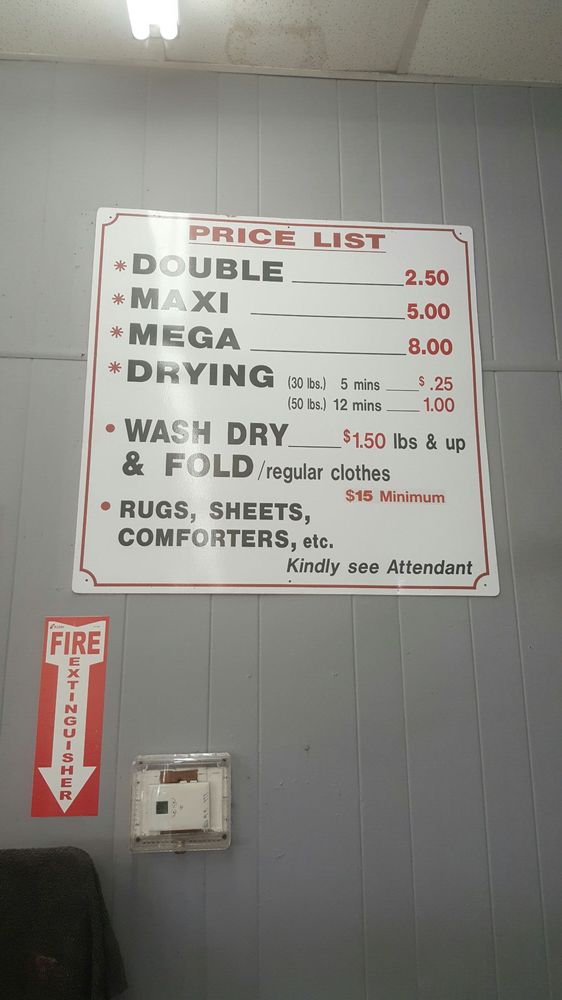 PRICE LIST
*DOUBLE 2.50
*MAXI 5.00
*MEGA 8.00
*DRYING (30 lbs.) 5 mins $ .25
(50 lbs.) 12 mins 1.00
• WASH DRY $1.50 lbs & up
& FOLD/regular clothes
$15 Minimum
• RUGS, SHEETS,
COMFORTERS, etc.
Kindly see Attendant
FIRE
EXTINGUISHER